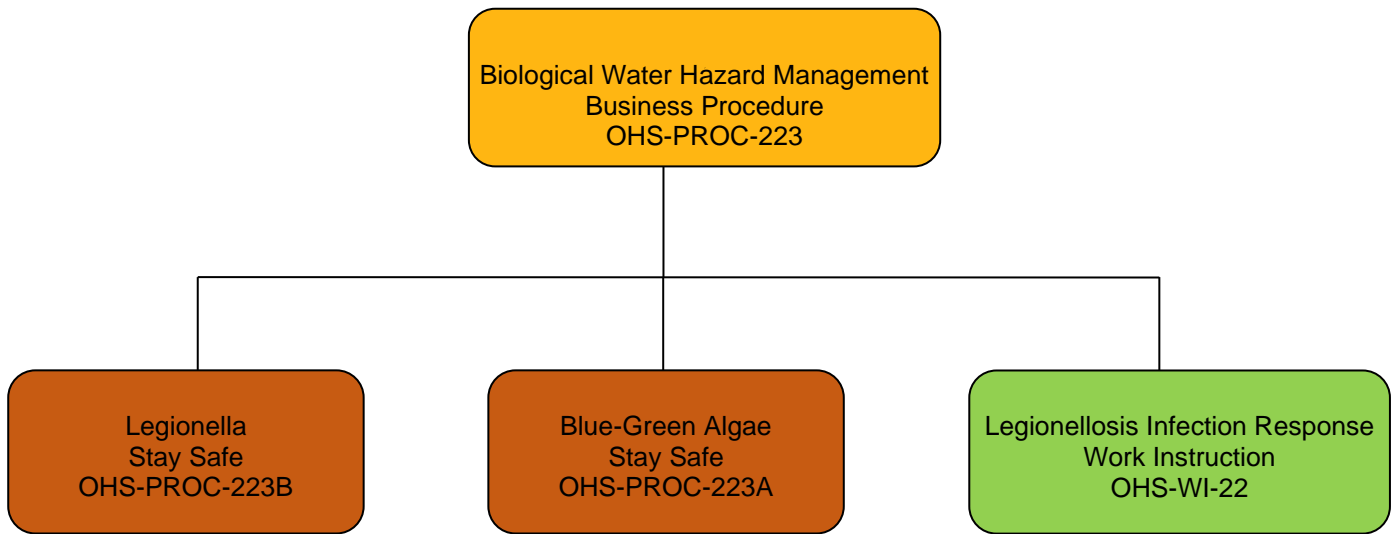 Biological Water Hazard Management
Business Procedure
OHS-PROC-223
Legionella
Stay Safe
OHS-PROC-223B
Blue-Green Algae
Stay Safe
OHS-PROC-223A
Legionellosis Infection Response
Work Instruction
OHS-WI-22